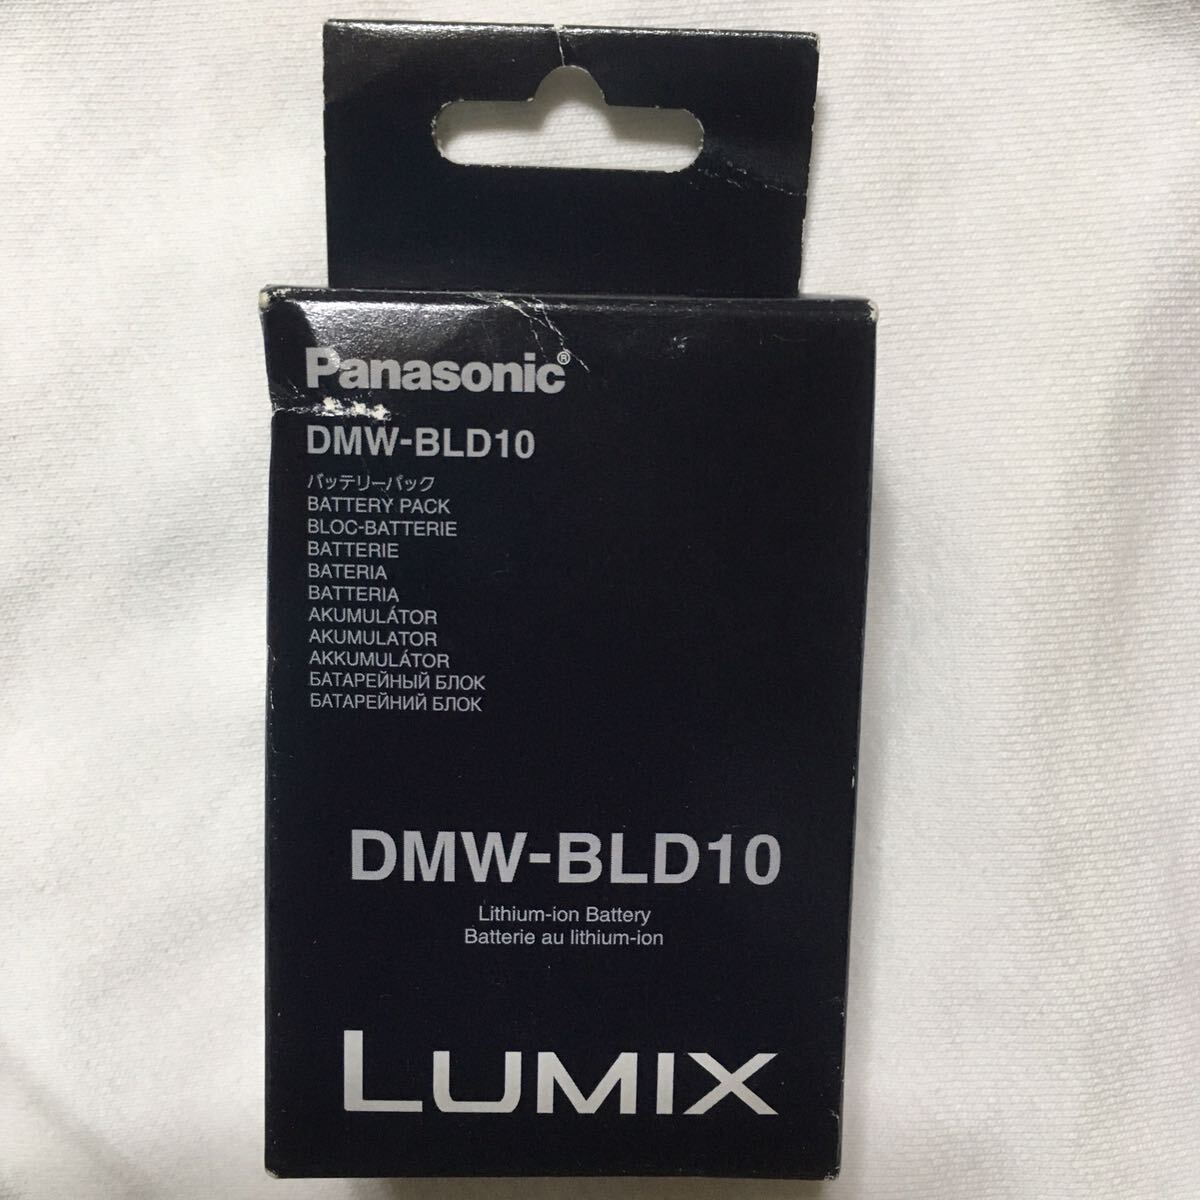 Panasonic®
DMW-BLD10
バッテリーパック
BATTERY PACK
BLOC-BATTERIE
BATTERIE
BATERIA
BATTERIA
AKUMULÁTOR
AKUMULATOR
AKKUMULÁTOR
БАТАРЕЙНЫЙ БЛОК
БАТАРЕЙНИЙ БЛОК
DMW-BLD10
Lithium-ion Battery
Batterie au lithium-ion
LUMIX